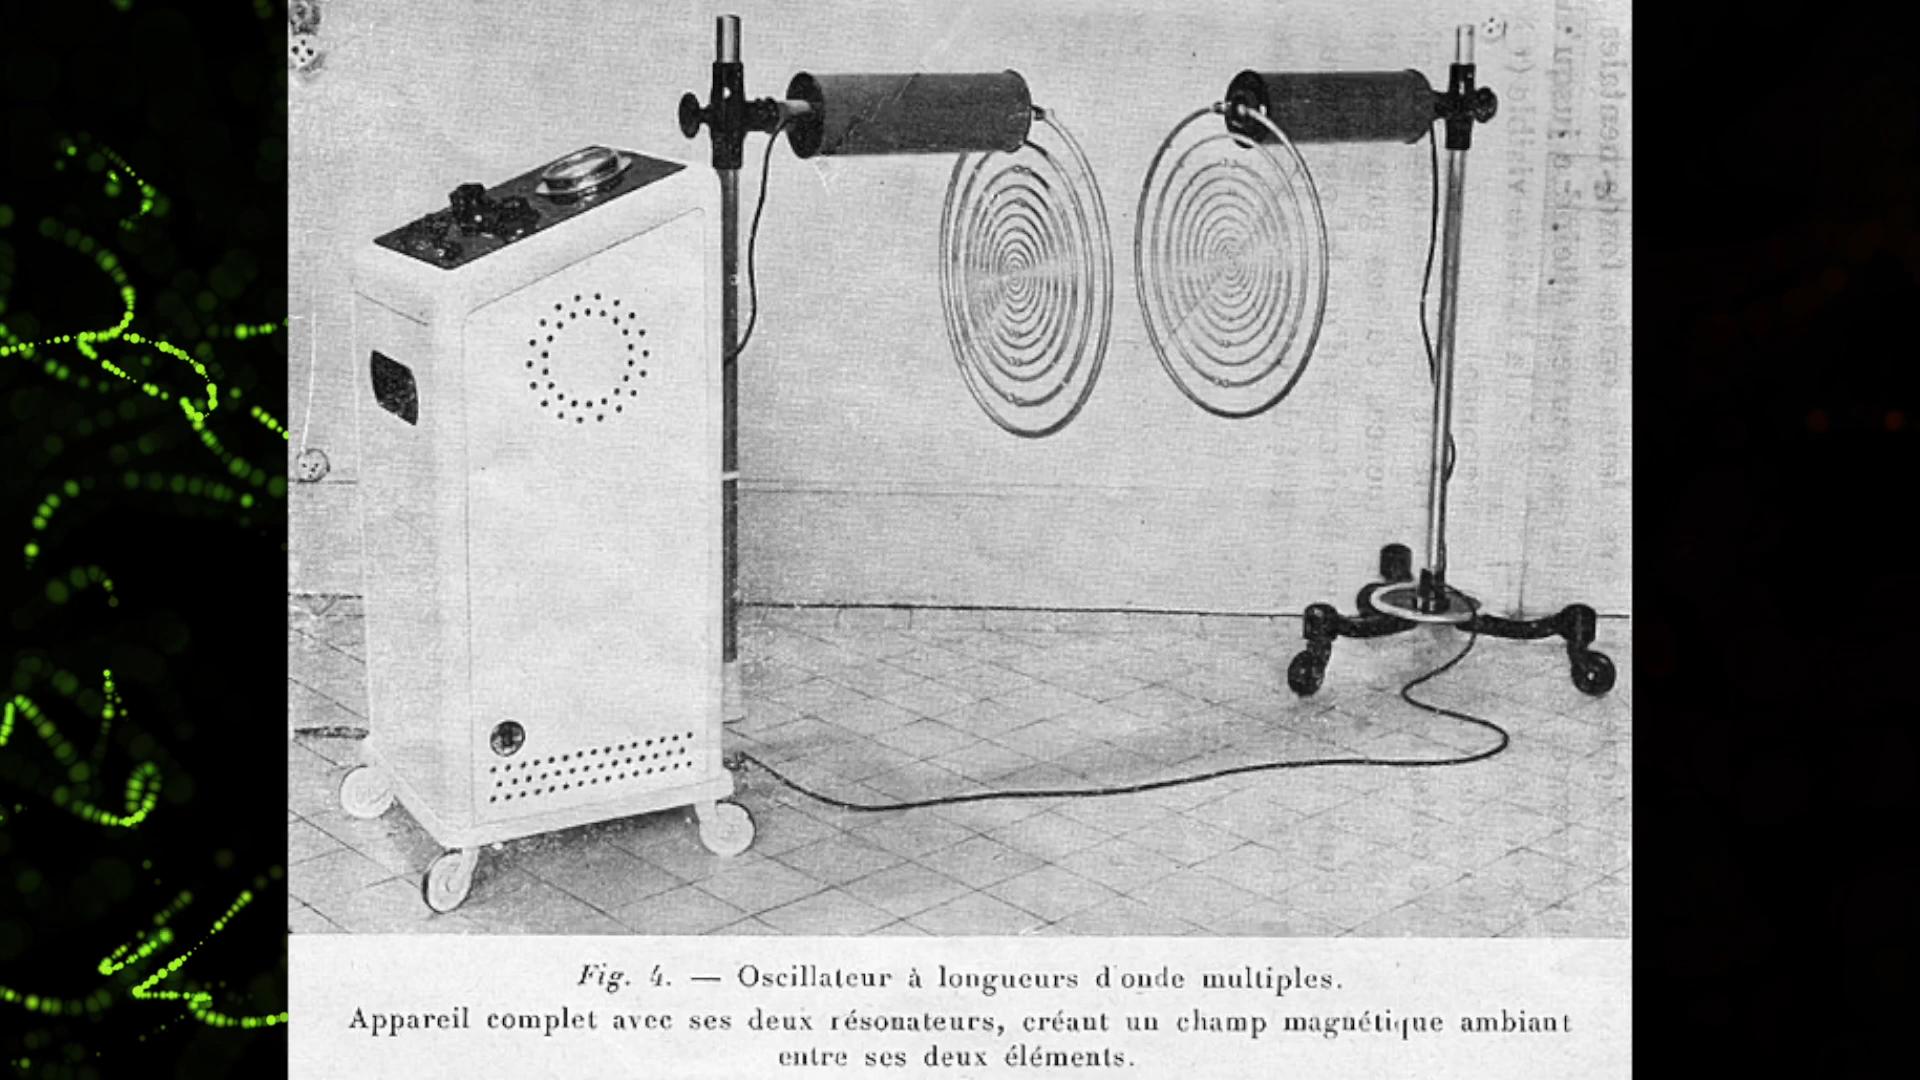 Fig. 4. — Oscillateur à longueurs d'onde multiples.
Appareil complet avec ses deux résonateurs, créant un champ magnétique ambiant
entre ses deux éléments.